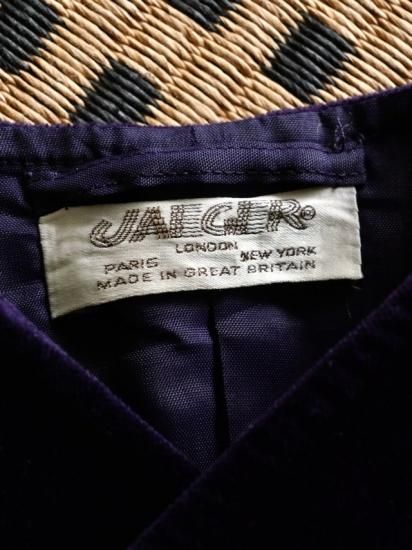 JAEGER®
LONDON
PARIS NEW YORK
MADE IN GREAT BRITAIN